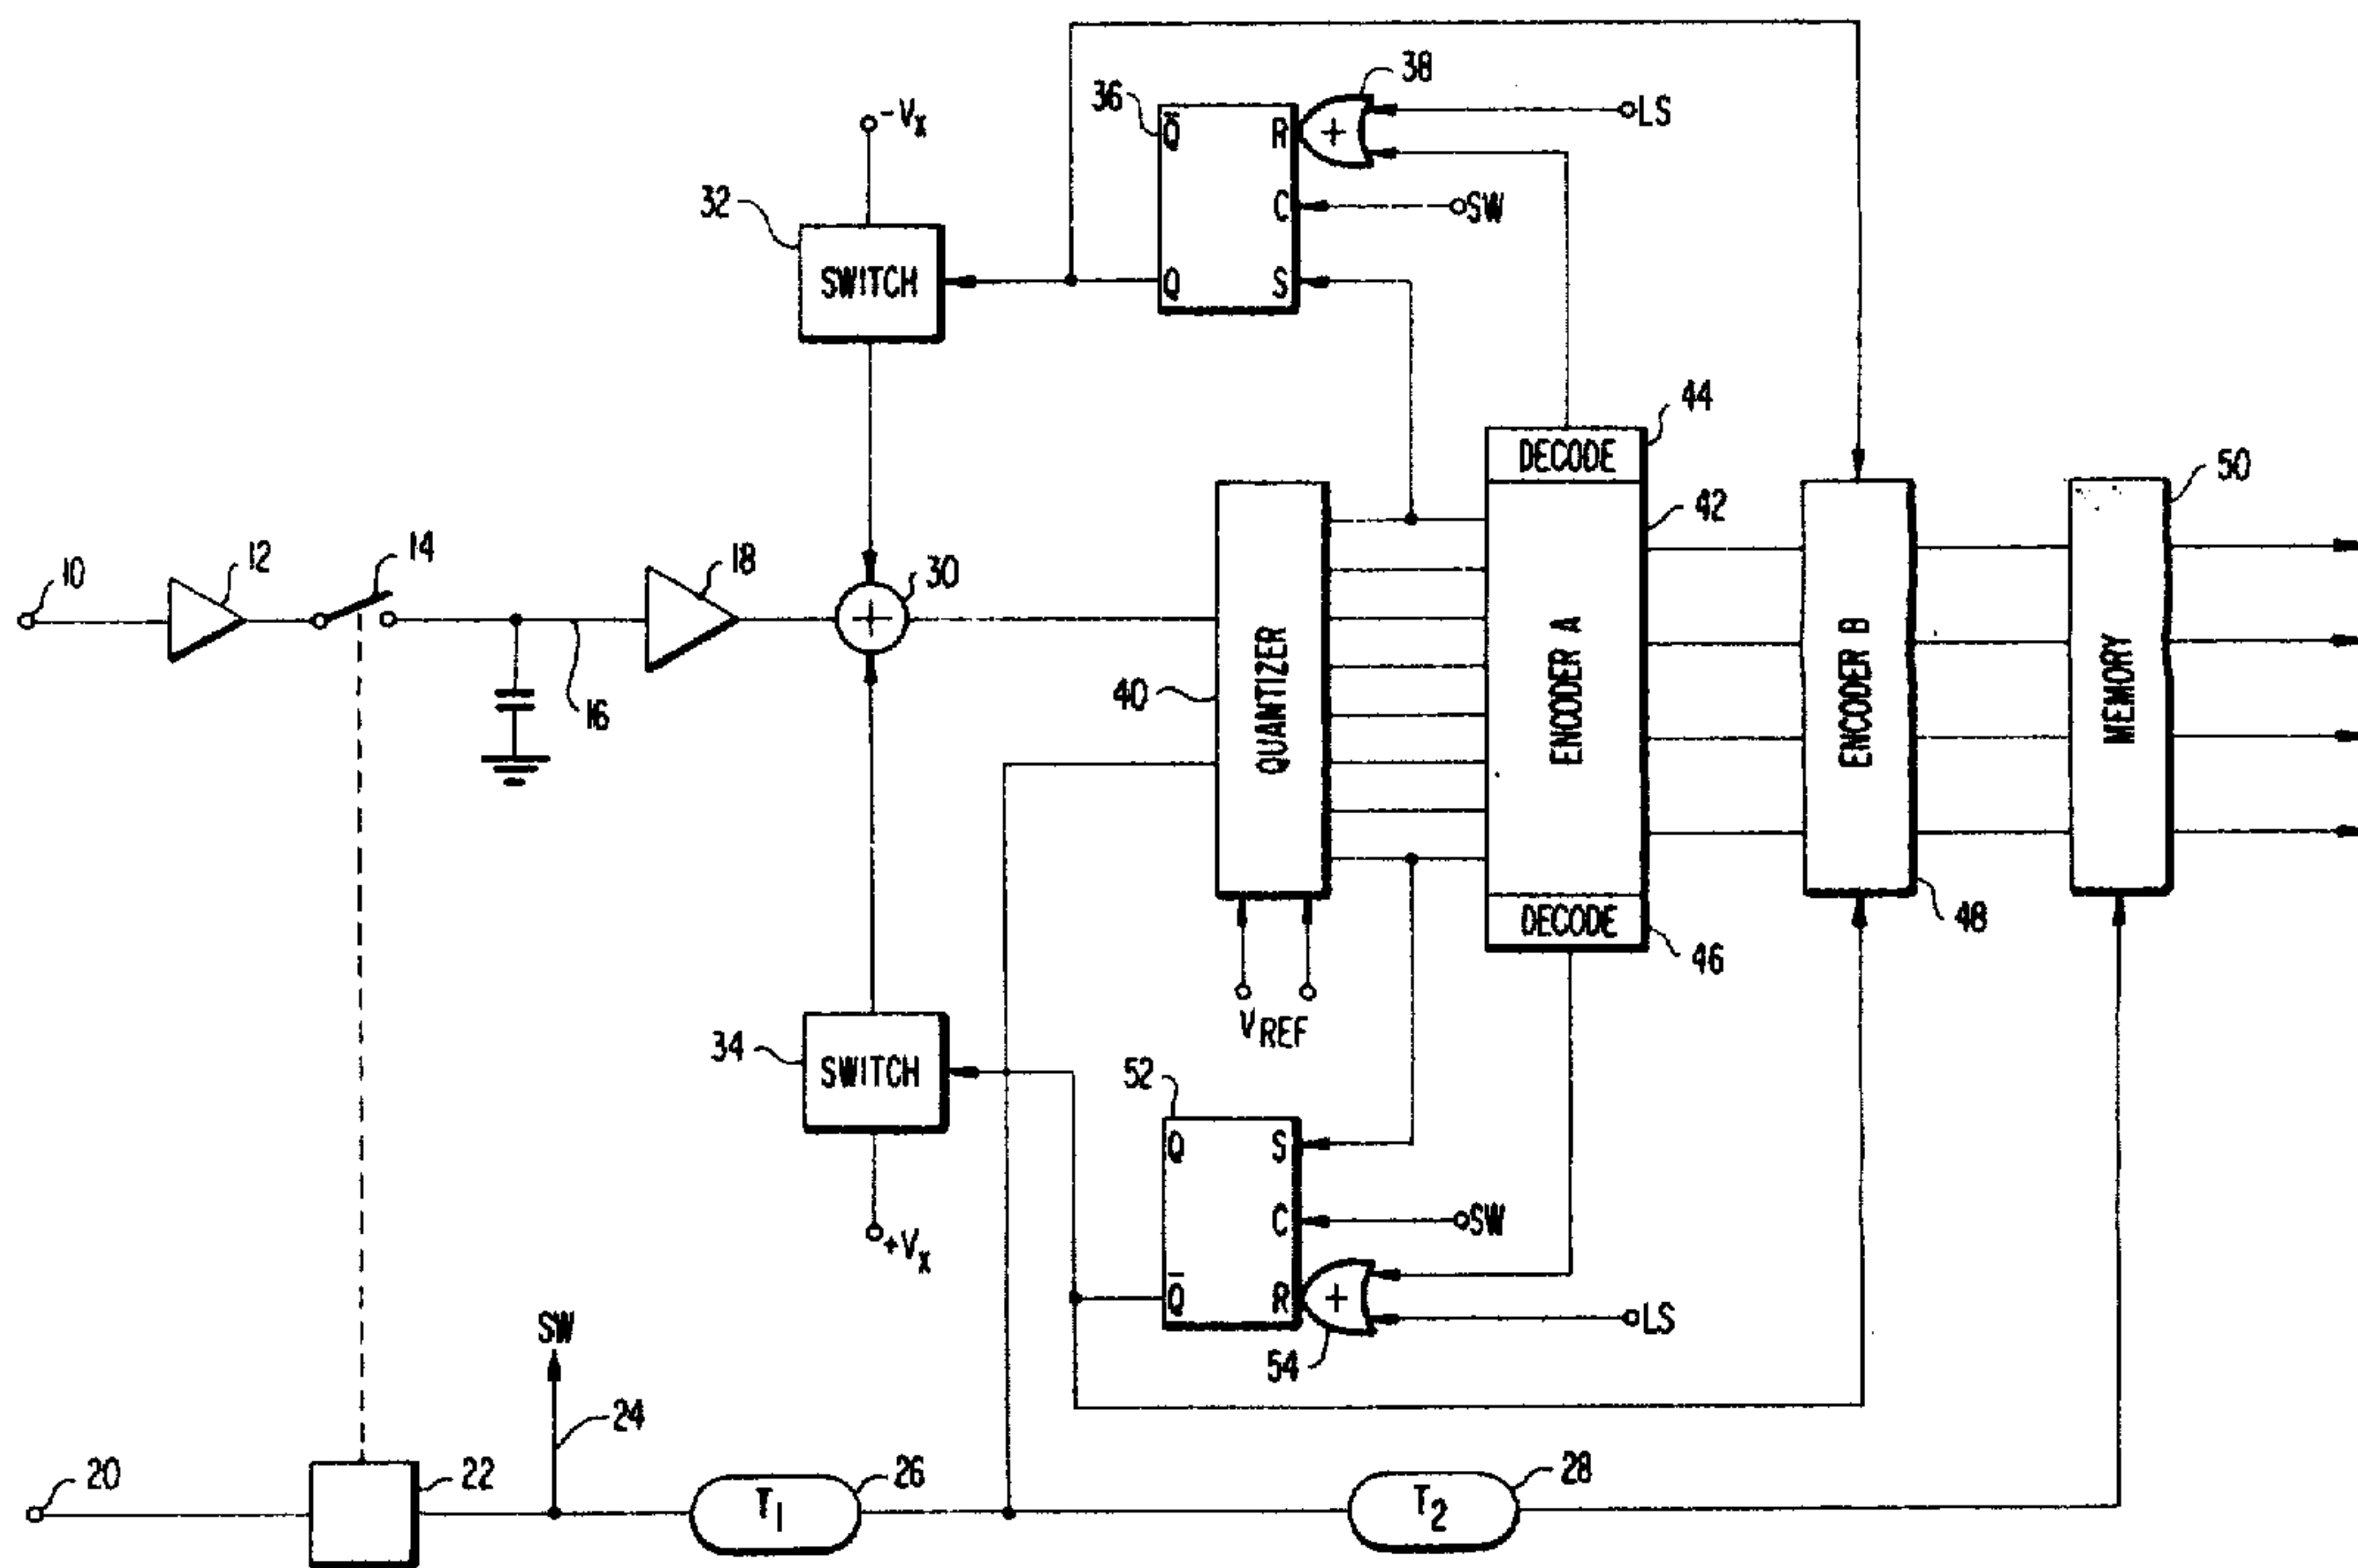 38
36
Q̄ R + LS
-Vx
C SW
32
SWITCH
Q S
44
DECODE
50
42
10 12 14 18 30
+
40
QUANTIZER
ENCODER A
ENCODER B
MEMORY
16
DECODE
48
46
VREF
34
SWITCH
52
Q S
C SW
+Vx
Q̄ R + LS
54
SW
24
20 22 26 28
T1
T2